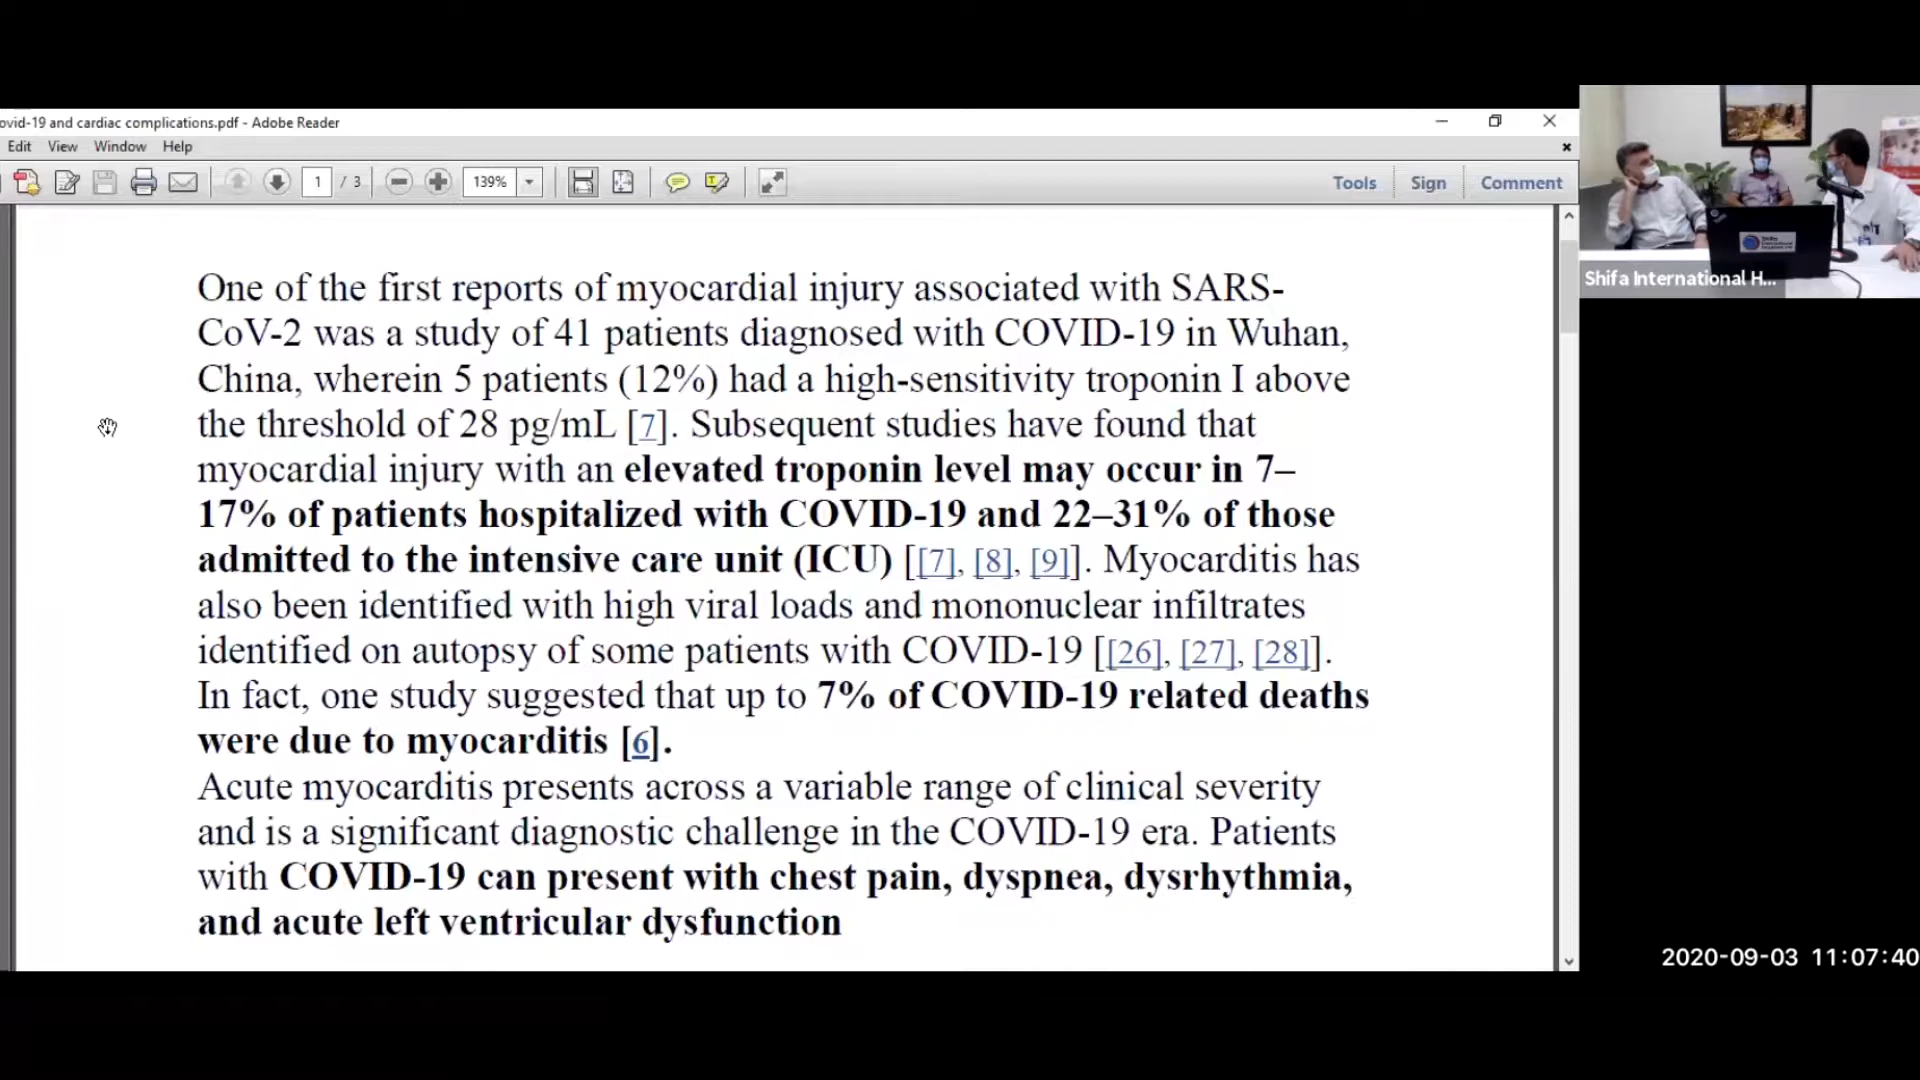 ovid-19 and cardiac complications.pdf - Adobe Reader
Edit View Window Help
1 / 3 139% Tools Sign Comment
One of the first reports of myocardial injury associated with SARS-
CoV-2 was a study of 41 patients diagnosed with COVID-19 in Wuhan,
China, wherein 5 patients (12%) had a high-sensitivity troponin I above
the threshold of 28 pg/mL [7]. Subsequent studies have found that
myocardial injury with an elevated troponin level may occur in 7–
17% of patients hospitalized with COVID-19 and 22–31% of those
admitted to the intensive care unit (ICU) [[7], [8], [9]]. Myocarditis has
also been identified with high viral loads and mononuclear infiltrates
identified on autopsy of some patients with COVID-19 [[26], [27], [28]].
In fact, one study suggested that up to 7% of COVID-19 related deaths
were due to myocarditis [6].
Acute myocarditis presents across a variable range of clinical severity
and is a significant diagnostic challenge in the COVID-19 era. Patients
with COVID-19 can present with chest pain, dyspnea, dysrhythmia,
and acute left ventricular dysfunction
Shifa International H...
2020-09-03 11:07:40